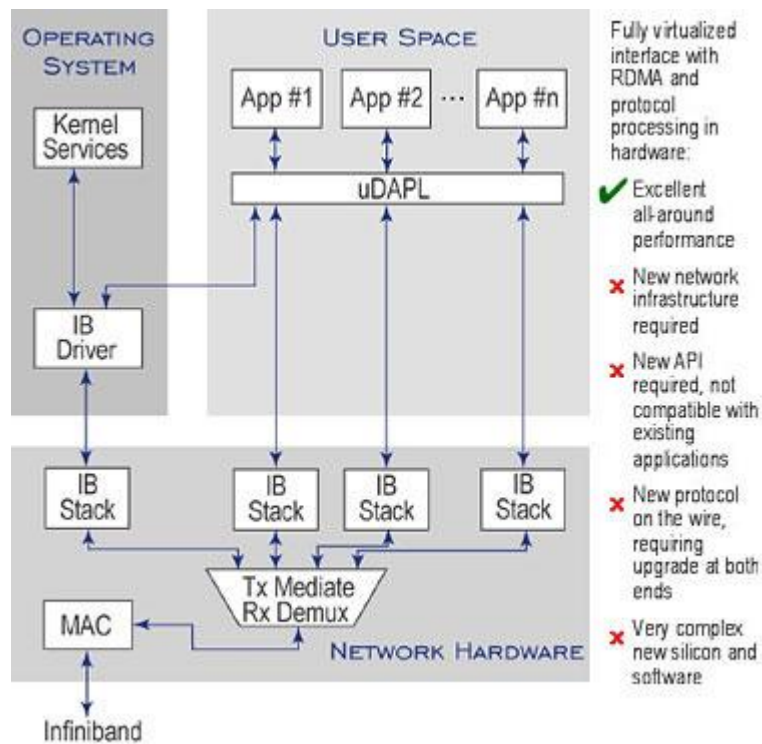 OPERATING
SYSTEM
Kernel
Services
IB
Driver
USER SPACE
App #1
App #2
...
App #n
uDAPL
IB
Stack
IB
Stack
IB
Stack
IB
Stack
Tx Mediate
Rx Demux
MAC
NETWORK HARDWARE
Infiniband
Fully virtualized
interface with
RDMA and
protocol
processing in
hardware:
Excellent
all-around
performance
New network
infrastructure
required
New API
required, not
compatible with
existing
applications
New protocol
on the wire,
requiring
upgrade at both
ends
Very complex
new silicon and
software